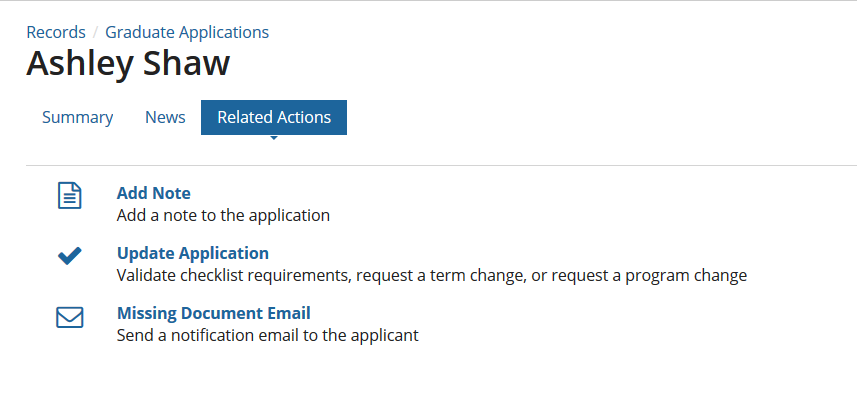 Records / Graduate Applications
Ashley Shaw
Summary News Related Actions
Add Note
Add a note to the application
Update Application
Validate checklist requirements, request a term change, or request a program change
Missing Document Email
Send a notification email to the applicant